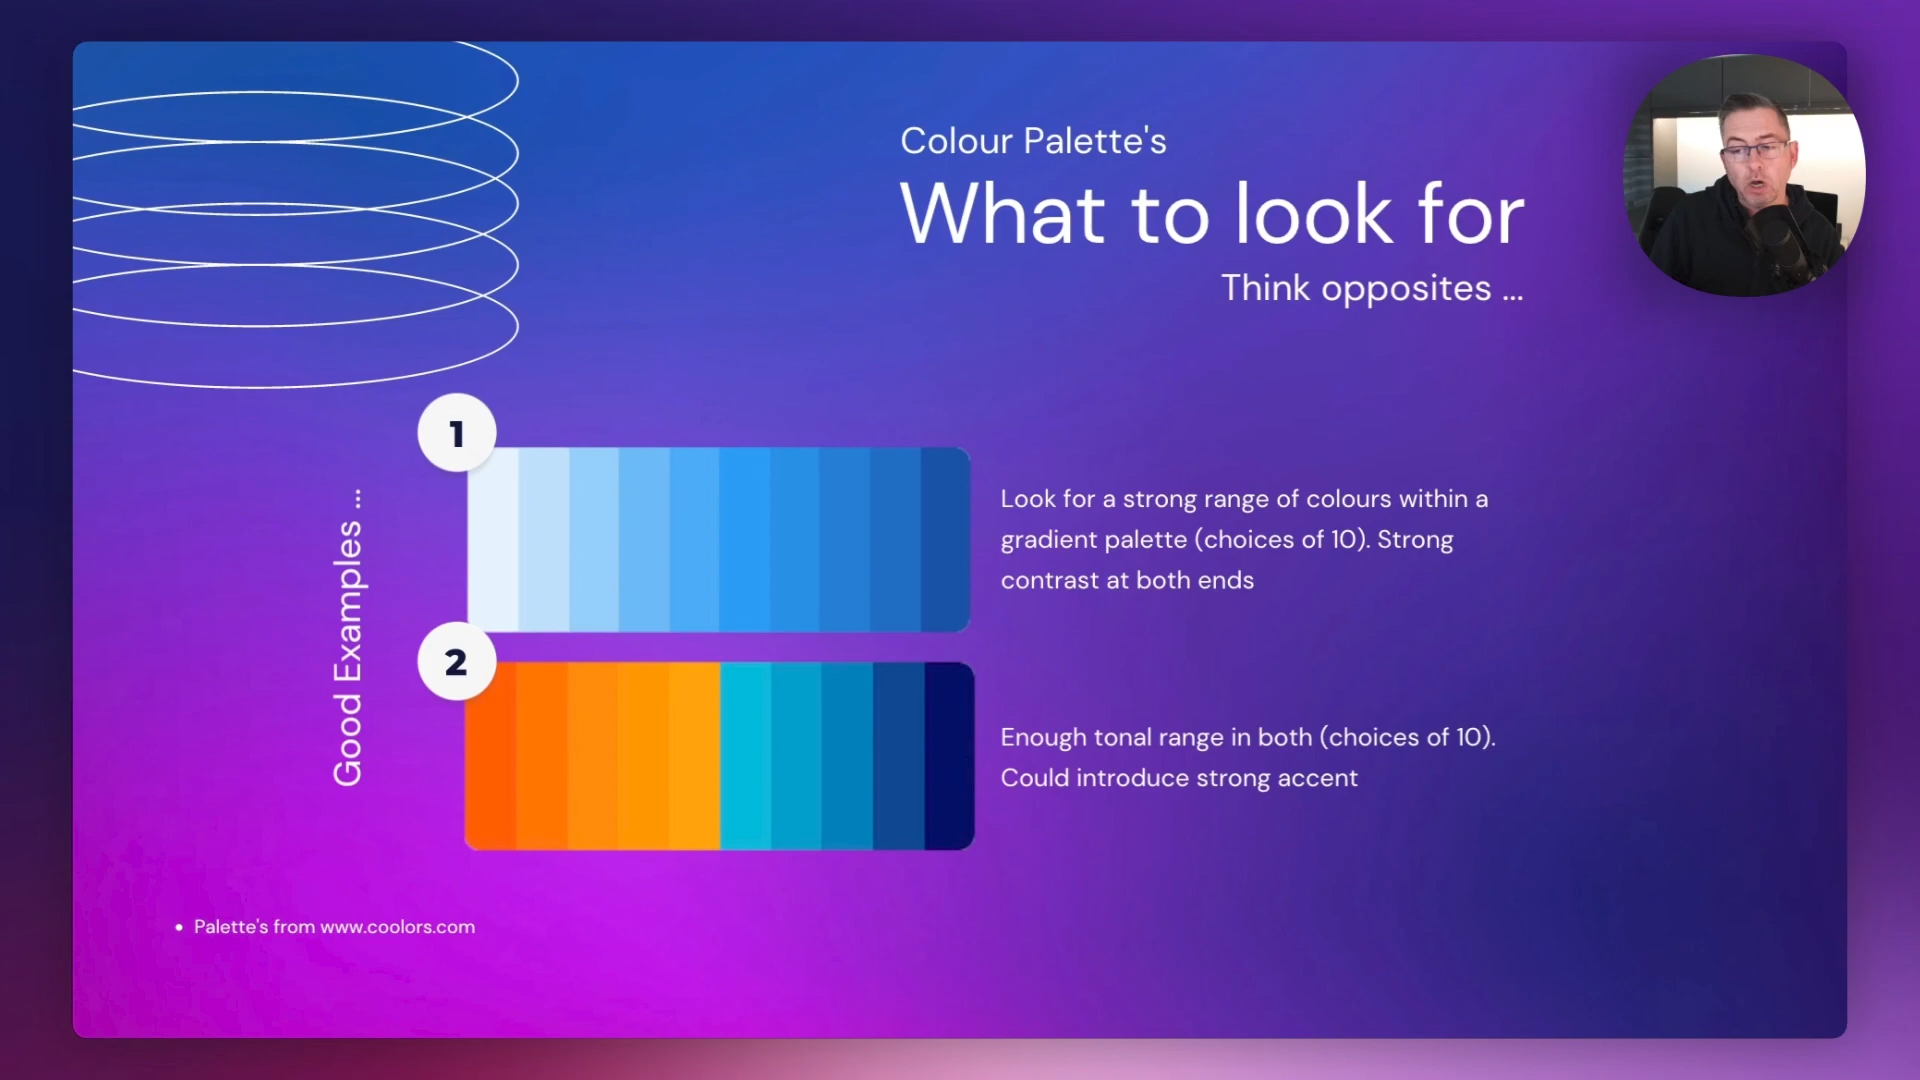 Colour Palette's
What to look for
Think opposites ...
Good Examples ...
1
Look for a strong range of colours within a
gradient palette (choices of 10). Strong
contrast at both ends
2
Enough tonal range in both (choices of 10).
Could introduce strong accent
• Palette's from www.coolors.com